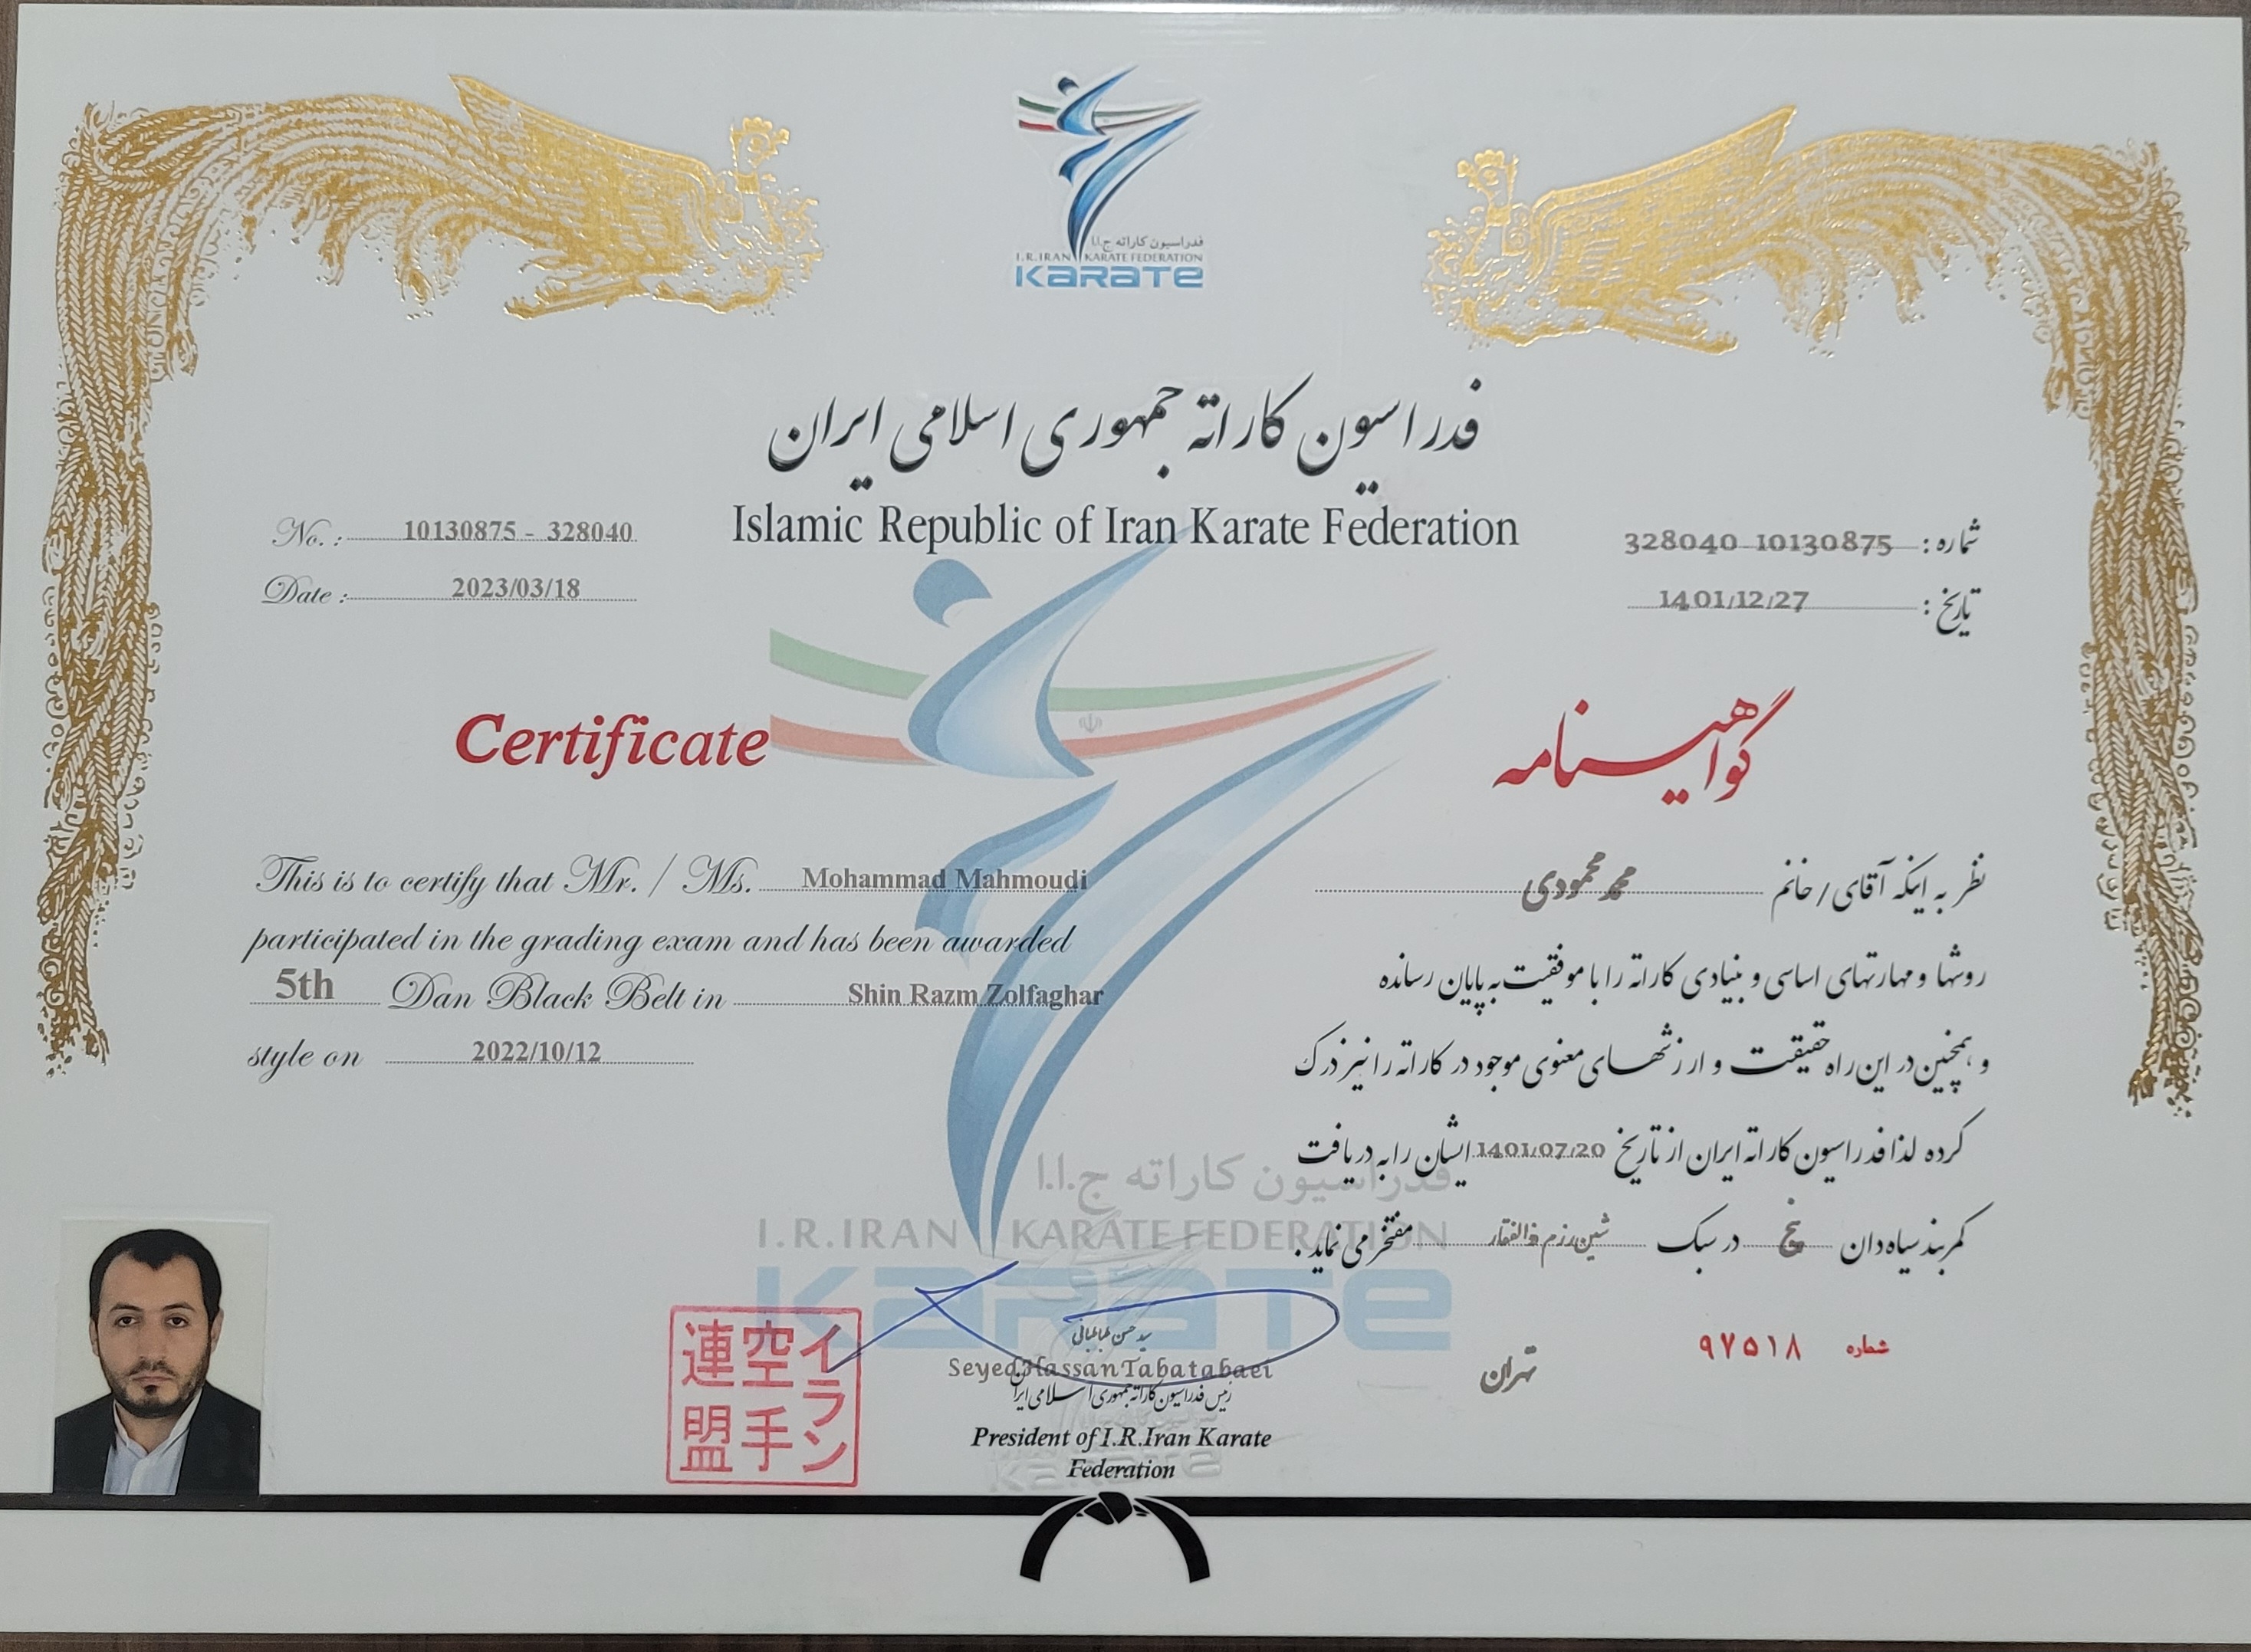 فدراسیون کاراته ج.ا.ا
I.R.IRAN KARATE FEDERATION
KARATE
فدراسیون کاراته جمهوری اسلامی ایران
Islamic Republic of Iran Karate Federation
No. : 10130875 - 328040
Date : 2023/03/18
شماره : 328040-10130875
تاریخ : 1401/12/27
Certificate
This is to certify that Mr. / Ms. Mohammad Mahmoudi
participated in the grading exam and has been awarded
5th Dan Black Belt in Shin Razm Zolfaghar
style on 2022/10/12
گواهینامه
نظر به اینکه آقای / خانم محمد محمودی
روشها و مهارتهای اساسی و بنیادی کاراته را با موفقیت به پایان رسانده
و همچنین در این راه حقیقت و ارزشهای معنوی موجود در کاراته را نیز درک
کرده لذا فدراسیون کاراته ایران از تاریخ 1401/07/20 ایشان را به دریافت
کمربند سیاه دان پنج در سبک شین رزم ذالفقار مفتخر می نماید .
فدراسیون کاراته ج.ا.ا
I.R.IRAN KARATE FEDERATION
KARATE
شماره ۹۷۵۱۸
تهران
سید حسن طباطبائی
SeyedHassanTabatabaei
رئیس فدراسیون کاراته جمهوری اسلامی ایران
President of I.R.Iran Karate
Federation
イラン
空手
連盟